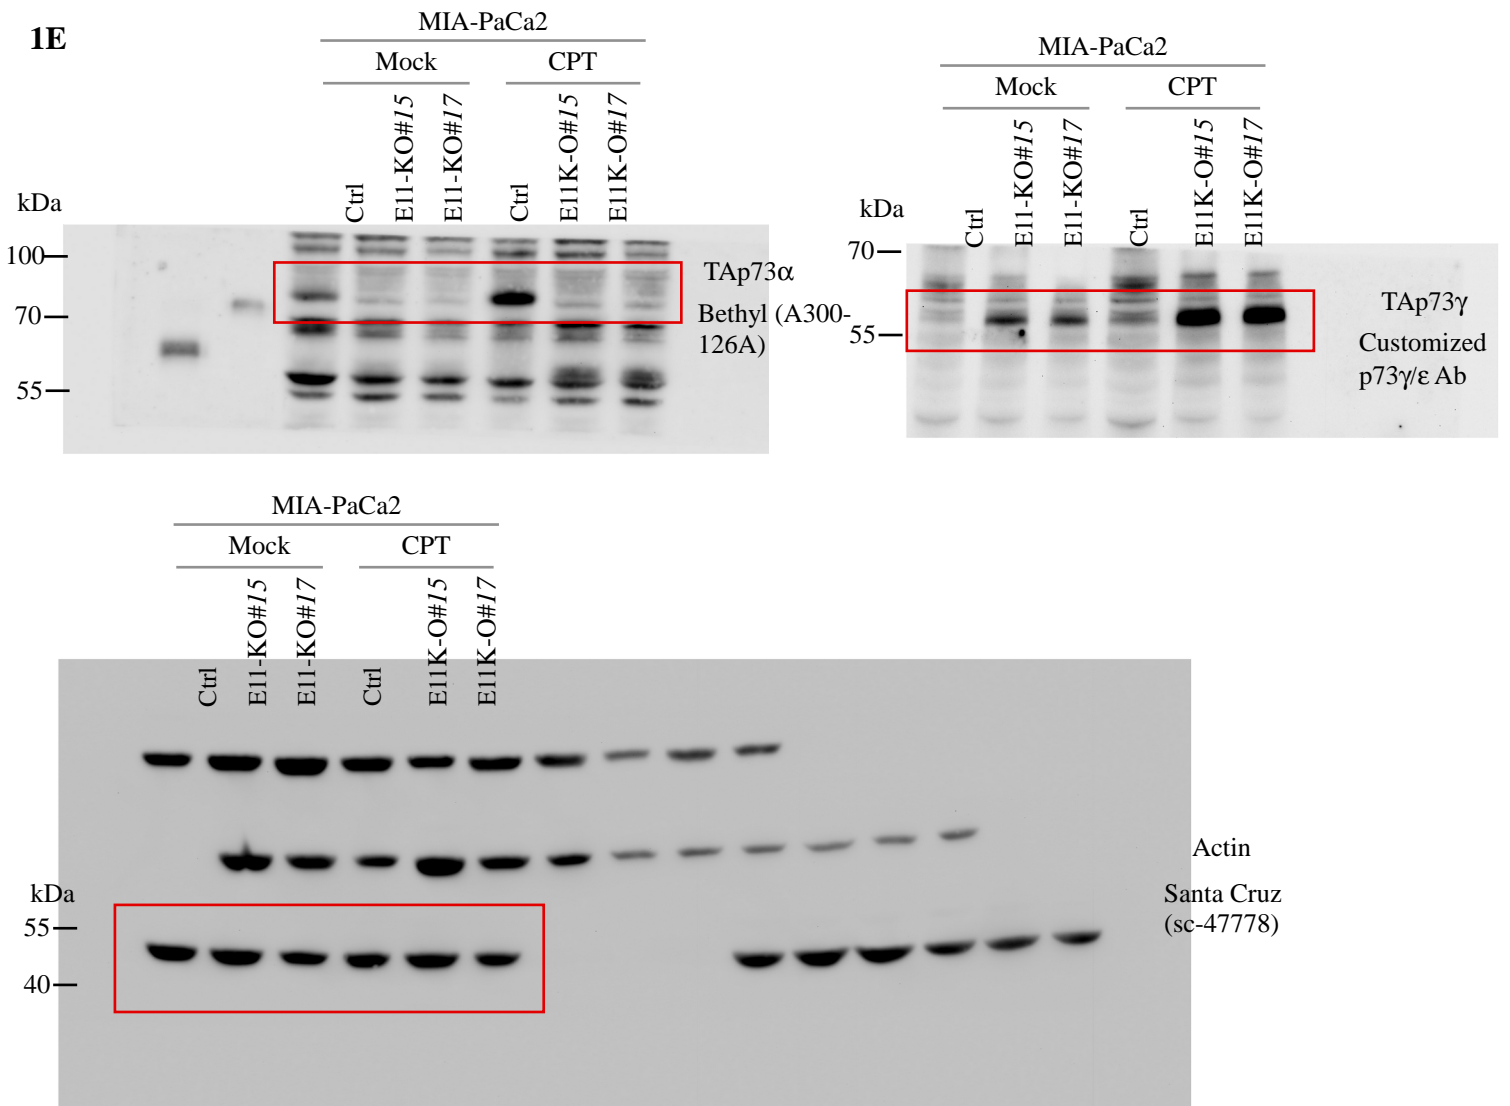 1E
MIA-PaCa2
Mock CPT
Ctrl
E11-KO#15
E11-KO#17
Ctrl
E11K-O#15
E11K-O#17
kDa
100
70
55
TAp73α
Bethyl (A300-
126A)
MIA-PaCa2
Mock CPT
Ctrl
E11-KO#15
E11-KO#17
Ctrl
E11K-O#15
E11K-O#17
kDa
70
55
TAp73γ
Customized
p73γ/ε Ab
MIA-PaCa2
Mock CPT
Ctrl
E11-KO#15
E11-KO#17
Ctrl
E11K-O#15
E11K-O#17
kDa
55
40
Actin
Santa Cruz
(sc-47778)